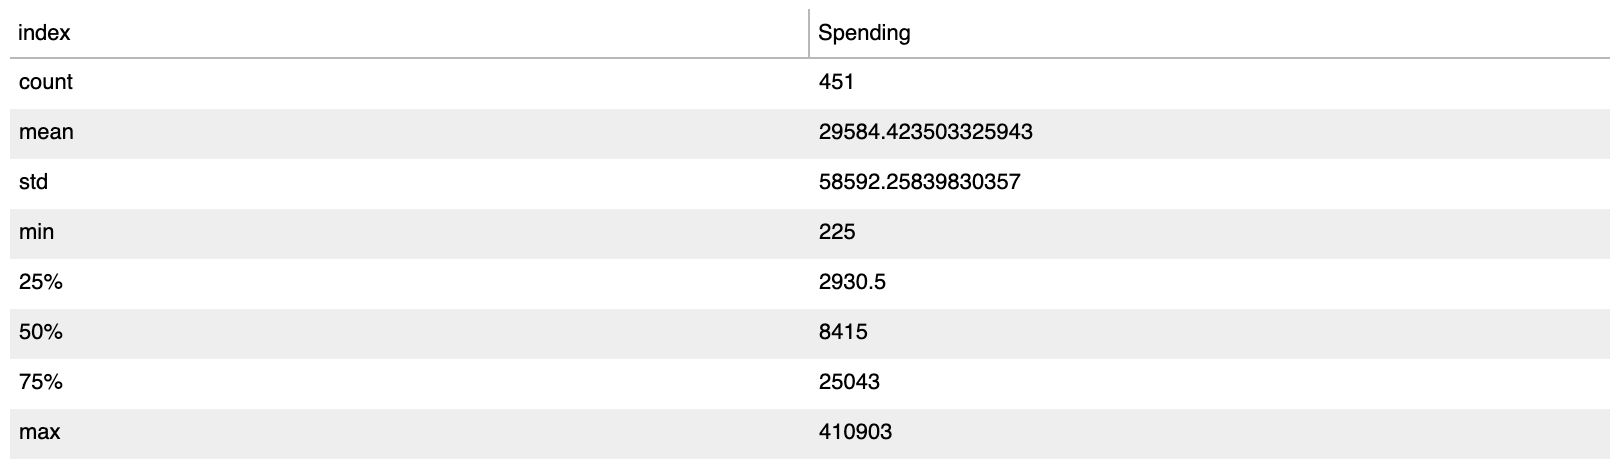 index Spending
count 451
mean 29584.423503325943
std 58592.25839830357
min 225
25% 2930.5
50% 8415
75% 25043
max 410903